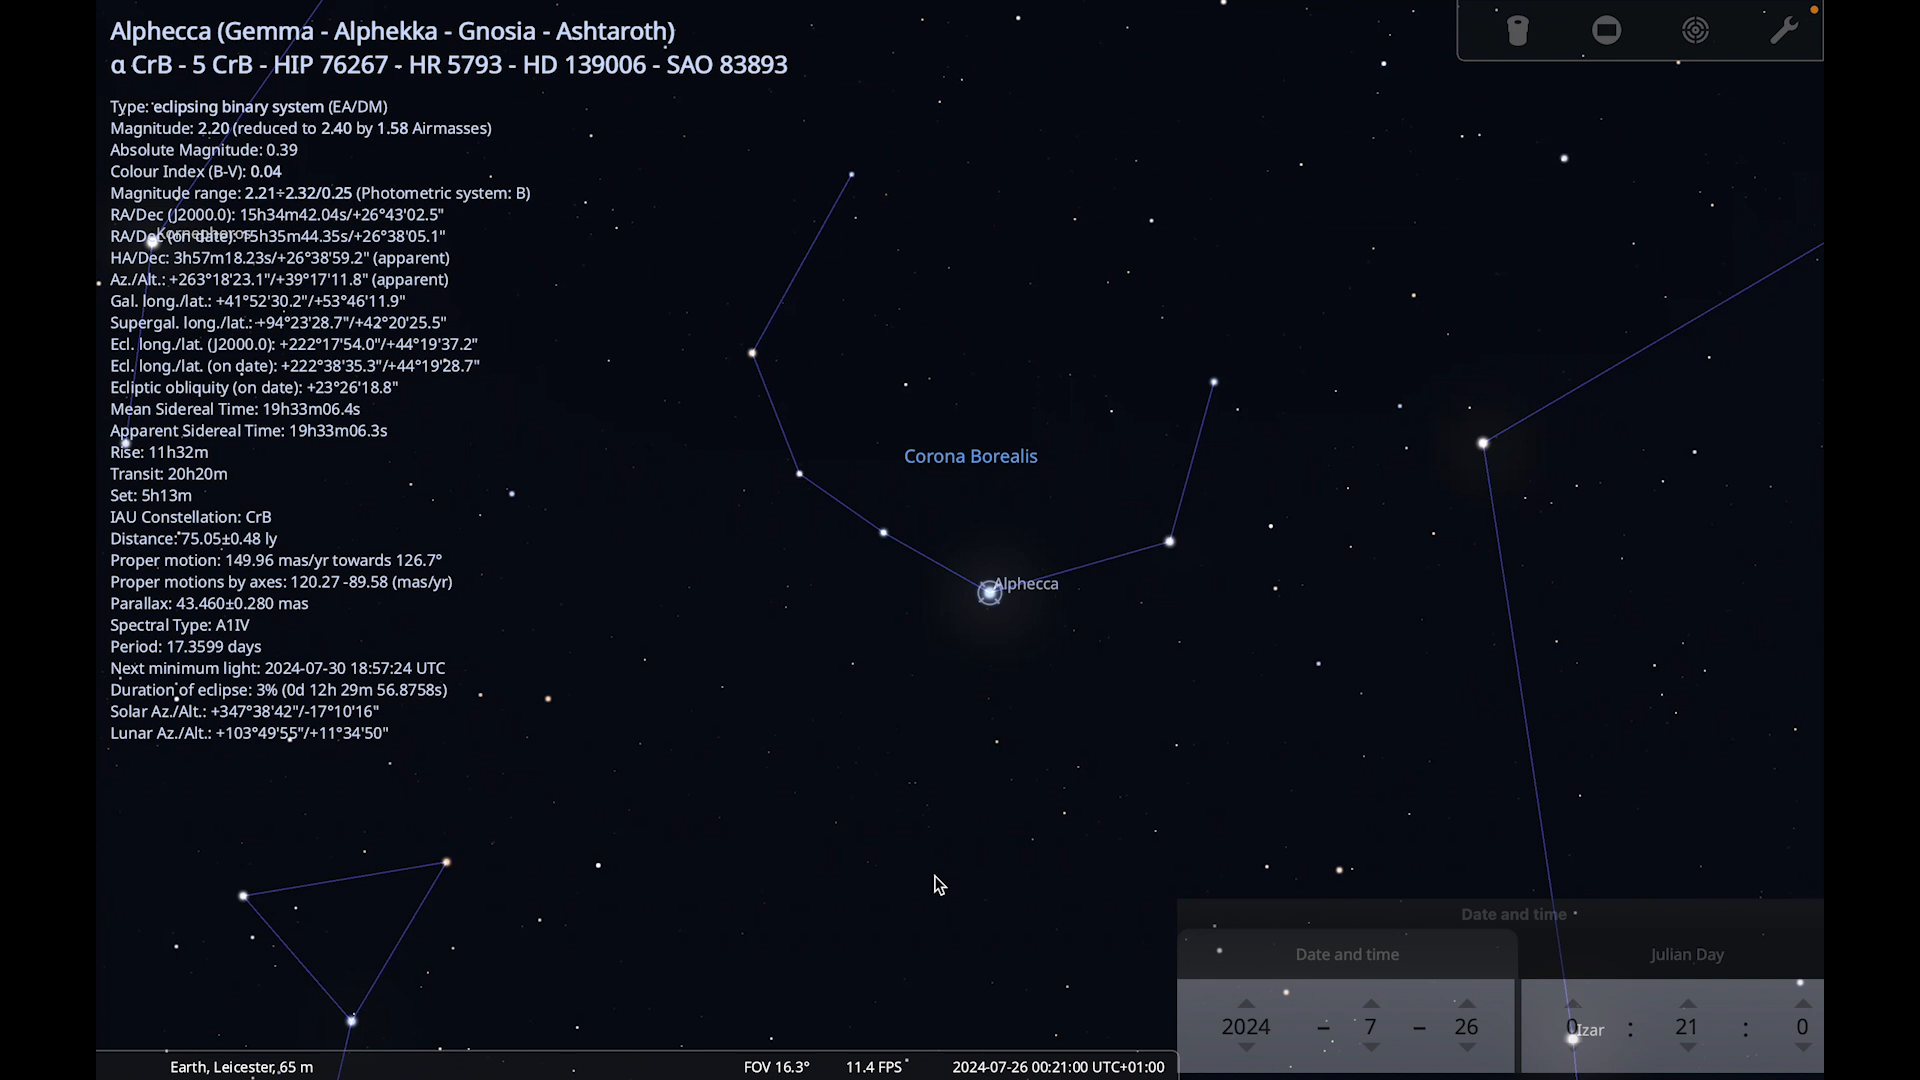 Alphecca (Gemma - Alphekka - Gnosia - Ashtaroth)
α CrB - 5 CrB - HIP 76267 - HR 5793 - HD 139006 - SAO 83893
Type: eclipsing binary system (EA/DM)
Magnitude: 2.20 (reduced to 2.40 by 1.58 Airmasses)
Absolute Magnitude: 0.39
Colour Index (B-V): 0.04
Magnitude range: 2.21÷2.32/0.25 (Photometric system: B)
RA/Dec (J2000.0): 15h34m42.04s/+26°43'02.5"
Kornephoros
RA/Dec (on date): 15h35m44.35s/+26°38'05.1"
HA/Dec: 3h57m18.23s/+26°38'59.2" (apparent)
Az./Alt.: +263°18'23.1"/+39°17'11.8" (apparent)
Gal. long./lat.: +41°52'30.2"/+53°46'11.9"
Supergal. long./lat.: +94°23'28.7"/+42°20'25.5"
Ecl. long./lat. (J2000.0): +222°17'54.0"/+44°19'37.2"
Ecl. long./lat. (on date): +222°38'35.3"/+44°19'28.7"
Ecliptic obliquity (on date): +23°26'18.8"
Mean Sidereal Time: 19h33m06.4s
Apparent Sidereal Time: 19h33m06.3s
Rise: 11h32m
Transit: 20h20m
Set: 5h13m
IAU Constellation: CrB
Distance: 75.05±0.48 ly
Proper motion: 149.96 mas/yr towards 126.7°
Proper motions by axes: 120.27 -89.58 (mas/yr)
Parallax: 43.460±0.280 mas
Spectral Type: A1IV
Period: 17.3599 days
Next minimum light: 2024-07-30 18:57:24 UTC
Duration of eclipse: 3% (0d 12h 29m 56.8758s)
Solar Az./Alt.: +347°38'42"/-17°10'16"
Lunar Az./Alt.: +103°49'55"/+11°34'50"
Corona Borealis
Alphecca
Date and time
Date and time Julian Day
2024 – 7 – 26 0 : 21 : 0
Izar
Earth, Leicester, 65 m FOV 16.3° 11.4 FPS 2024-07-26 00:21:00 UTC+01:00